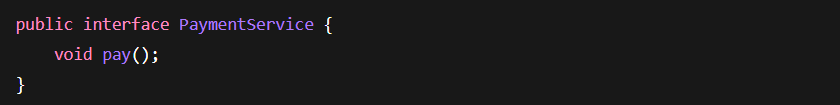 public interface PaymentService {
    void pay();
}